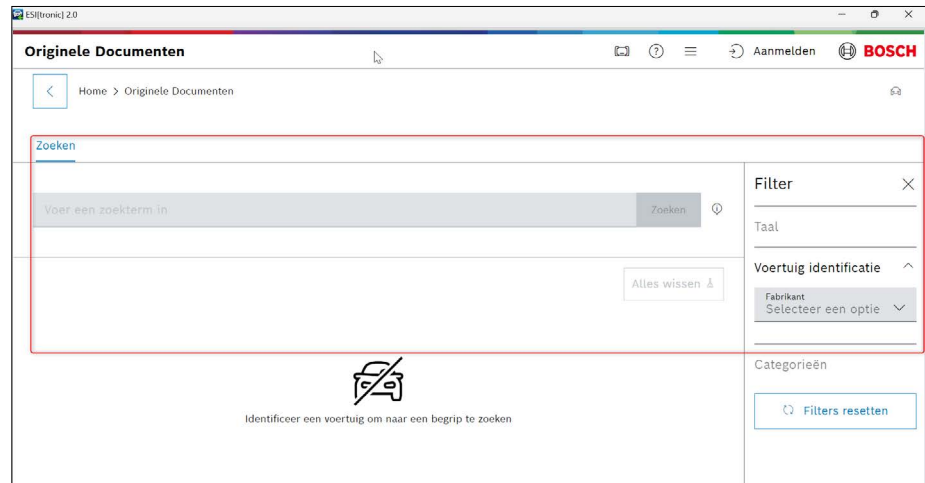 ESI[tronic] 2.0
Originele Documenten
Aanmelden
BOSCH
Home > Originele Documenten
Zoeken
Filter
Voer een zoekterm in
Zoeken
Taal
Voertuig identificatie
Alles wissen
Fabrikant
Selecteer een optie
Categorieën
Identificeer een voertuig om naar een begrip te zoeken
Filters resetten